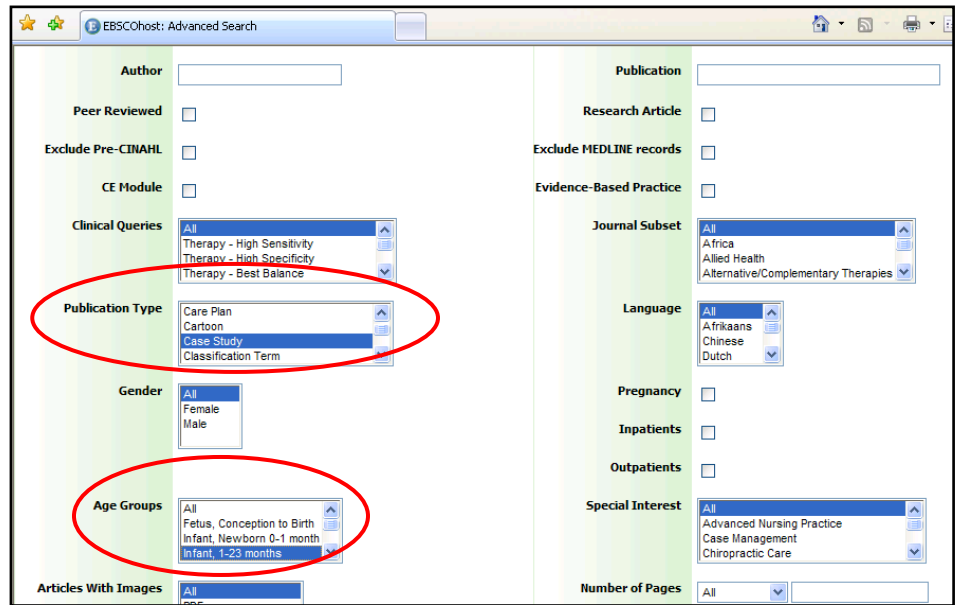 EBSCOhost: Advanced Search
Author
Publication
Peer Reviewed
Research Article
Exclude Pre-CINAHL
Exclude MEDLINE records
CE Module
Evidence-Based Practice
Clinical Queries
All
Therapy - High Sensitivity
Therapy - High Specificity
Therapy - Best Balance
Journal Subset
All
Africa
Allied Health
Alternative/Complementary Therapies
Publication Type
Care Plan
Cartoon
Case Study
Classification Term
Language
All
Afrikaans
Chinese
Dutch
Gender
All
Female
Male
Pregnancy
Inpatients
Outpatients
Age Groups
All
Fetus, Conception to Birth
Infant, Newborn 0-1 month
Infant, 1-23 months
Special Interest
All
Advanced Nursing Practice
Case Management
Chiropractic Care
Articles With Images
All
Number of Pages
All